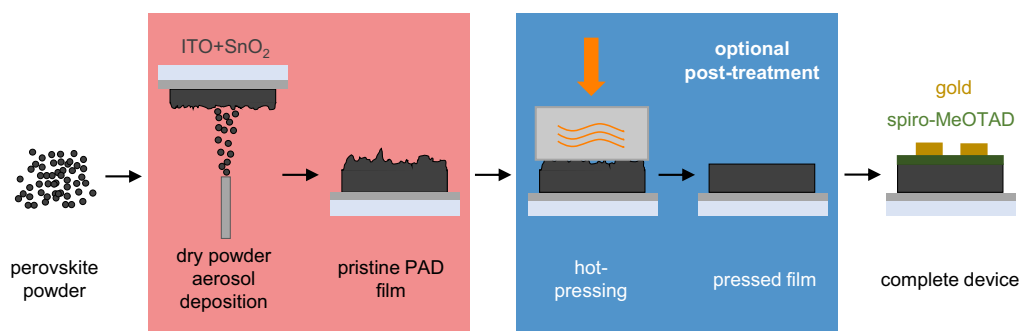 ITO+SnO₂
optional
post-treatment
gold
spiro-MeOTAD
perovskite
powder
dry powder
aerosol
deposition
pristine PAD
film
hot-
pressing
pressed film
complete device